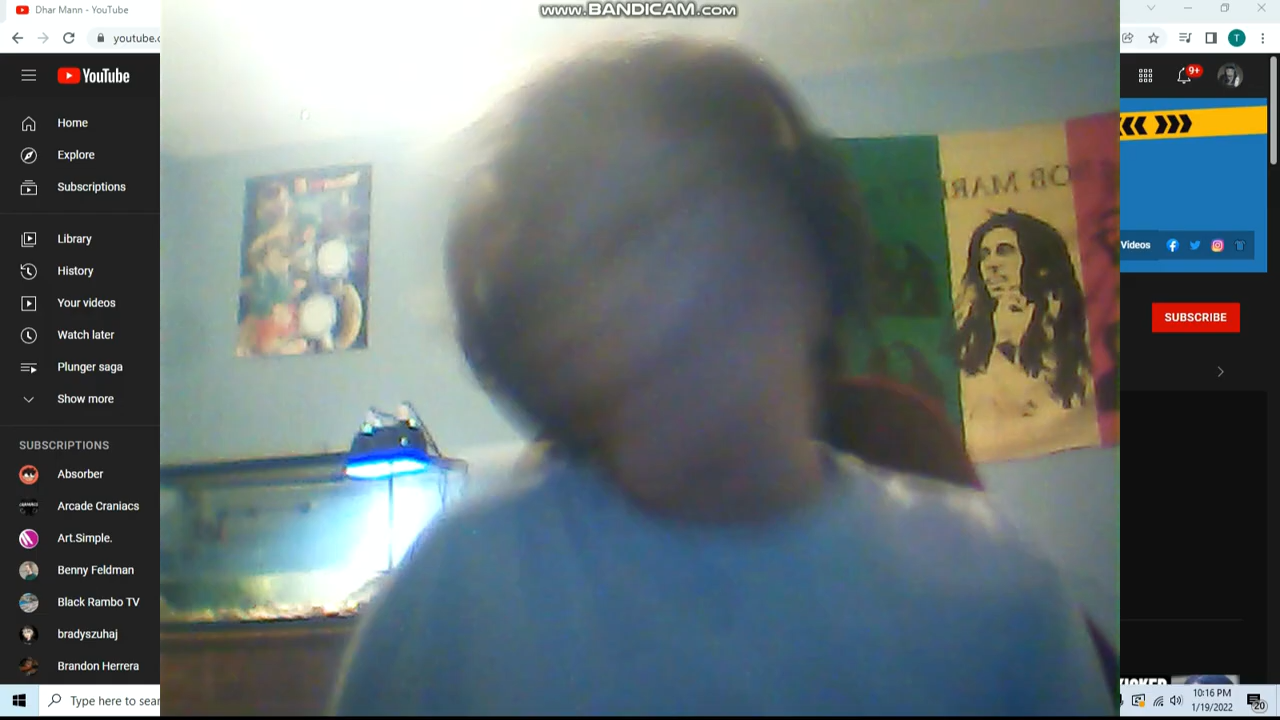 Dhar Mann - YouTube
www.BANDICAM.com
youtube.c
T
YouTube
9+
Home
Explore
Subscriptions
Library
History
Your videos
Watch later
Plunger saga
Show more
SUBSCRIPTIONS
Absorber
Arcade Craniacs
Art.Simple.
Benny Feldman
Black Rambo TV
bradyszuhaj
Brandon Herrera
OB MARL
Videos
SUBSCRIBE
Type here to sear
10:16 PM
1/19/2022
20